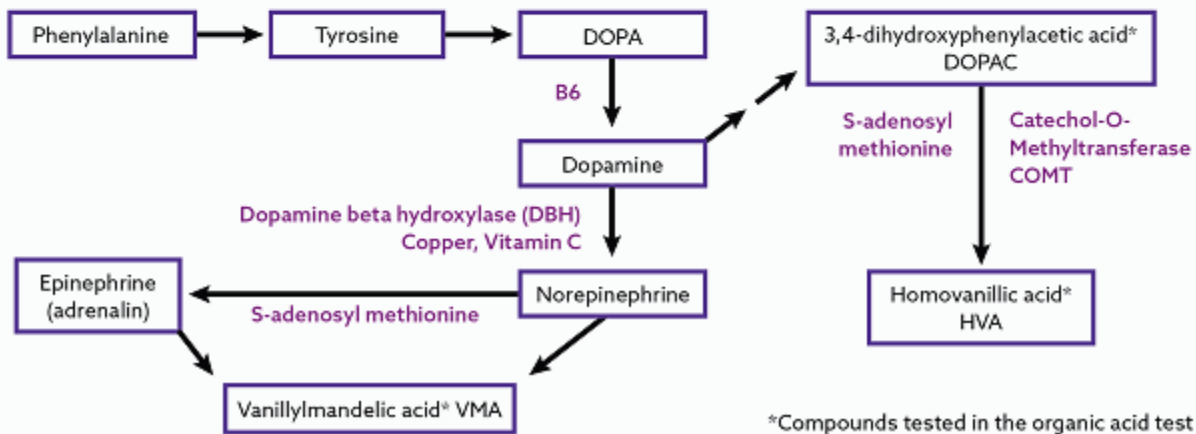 Phenylalanine
Tyrosine
DOPA
3,4-dihydroxyphenylacetic acid*
DOPAC
B6
S-adenosyl
methionine
Catechol-O-
Methyltransferase
COMT
Dopamine
Dopamine beta hydroxylase (DBH)
Copper, Vitamin C
Epinephrine
(adrenalin)
S-adenosyl methionine
Norepinephrine
Homovanillic acid*
HVA
Vanillylmandelic acid* VMA
*Compounds tested in the organic acid test